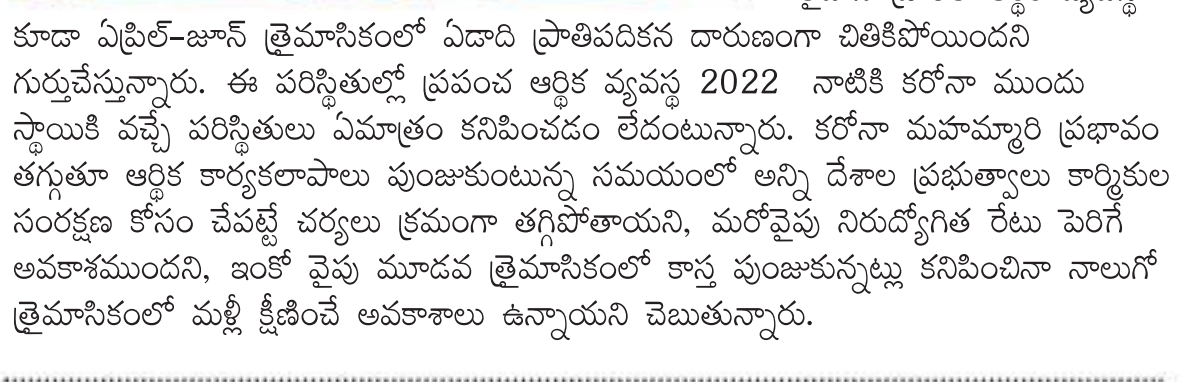 కూడా ఏప్రిల్-జూన్ త్రైమాసికంలో ఏడాది ప్రాతిపదికన దారుణంగా చితికిపోయిందని
గుర్తుచేస్తున్నారు. ఈ పరిస్థితుల్లో ప్రపంచ ఆర్థిక వ్యవస్థ 2022 నాటికి కరోనా ముందు
స్థాయికి వచ్చే పరిస్థితులు ఏమాత్రం కనిపించడం లేదంటున్నారు. కరోనా మహమ్మారి ప్రభావం
తగ్గుతూ ఆర్థిక కార్యకలాపాలు పుంజుకుంటున్న సమయంలో అన్ని దేశాల ప్రభుత్వాలు కార్మికుల
సంరక్షణ కోసం చేపట్టే చర్యలు క్రమంగా తగ్గిపోతాయని, మరోవైపు నిరుద్యోగిత రేటు పెరిగే
అవకాశముందని, ఇంకో వైపు మూడవ త్రైమాసికంలో కాస్త పుంజుకున్నట్లు కనిపించినా నాలుగో
త్రైమాసికంలో మళ్లీ క్షీణించే అవకాశాలు ఉన్నాయని చెబుతున్నారు.